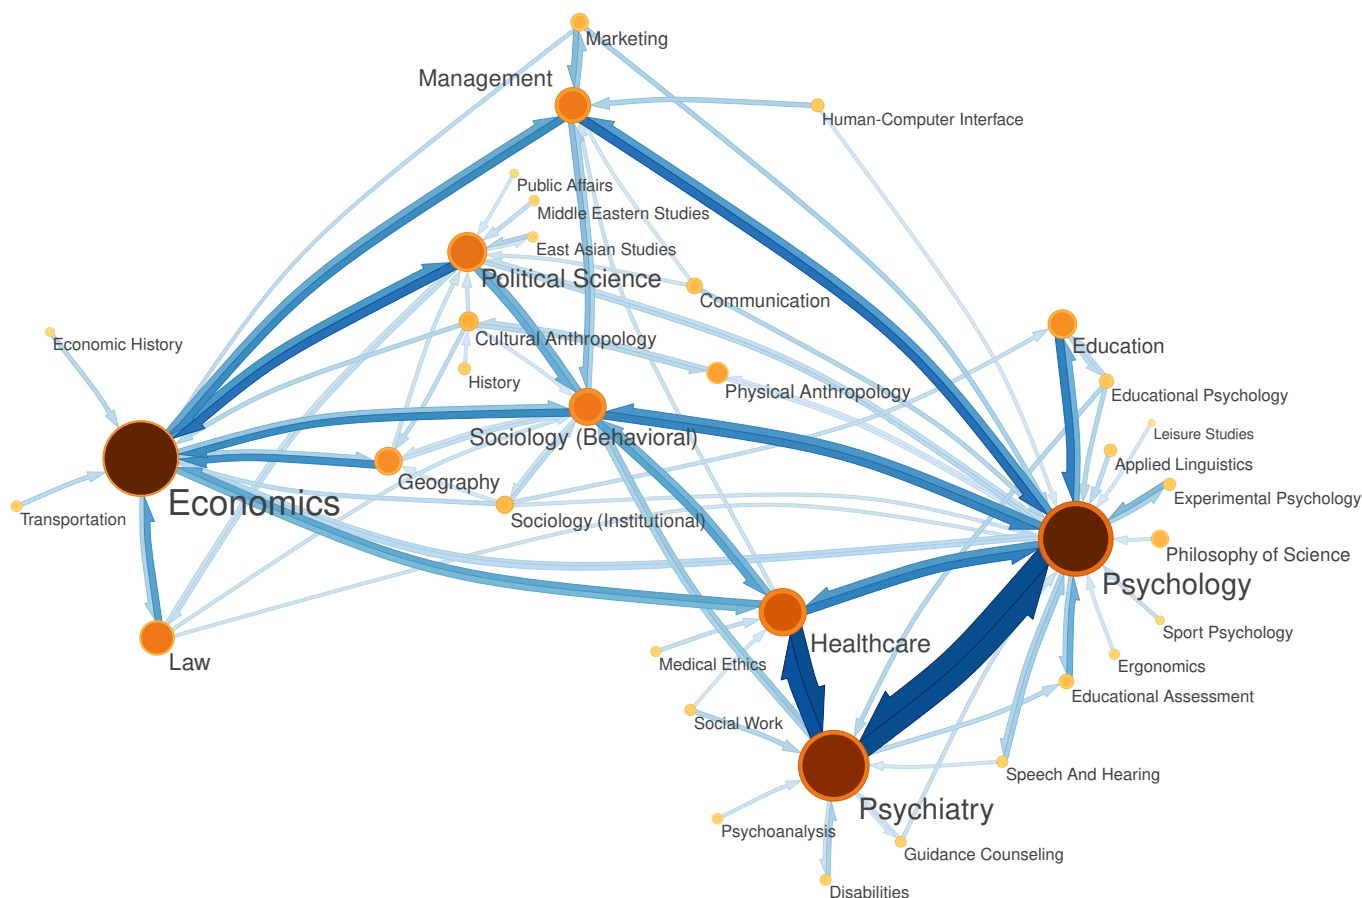 Marketing
Management
Human-Computer Interface
Public Affairs
Middle Eastern Studies
East Asian Studies
Political Science
Communication
Economic History
Cultural Anthropology
Education
History
Physical Anthropology
Educational Psychology
Leisure Studies
Sociology (Behavioral)
Applied Linguistics
Geography
Experimental Psychology
Economics
Transportation
Sociology (Institutional)
Philosophy of Science
Psychology
Sport Psychology
Healthcare
Law
Medical Ethics
Ergonomics
Educational Assessment
Social Work
Speech And Hearing
Psychiatry
Psychoanalysis
Guidance Counseling
Disabilities